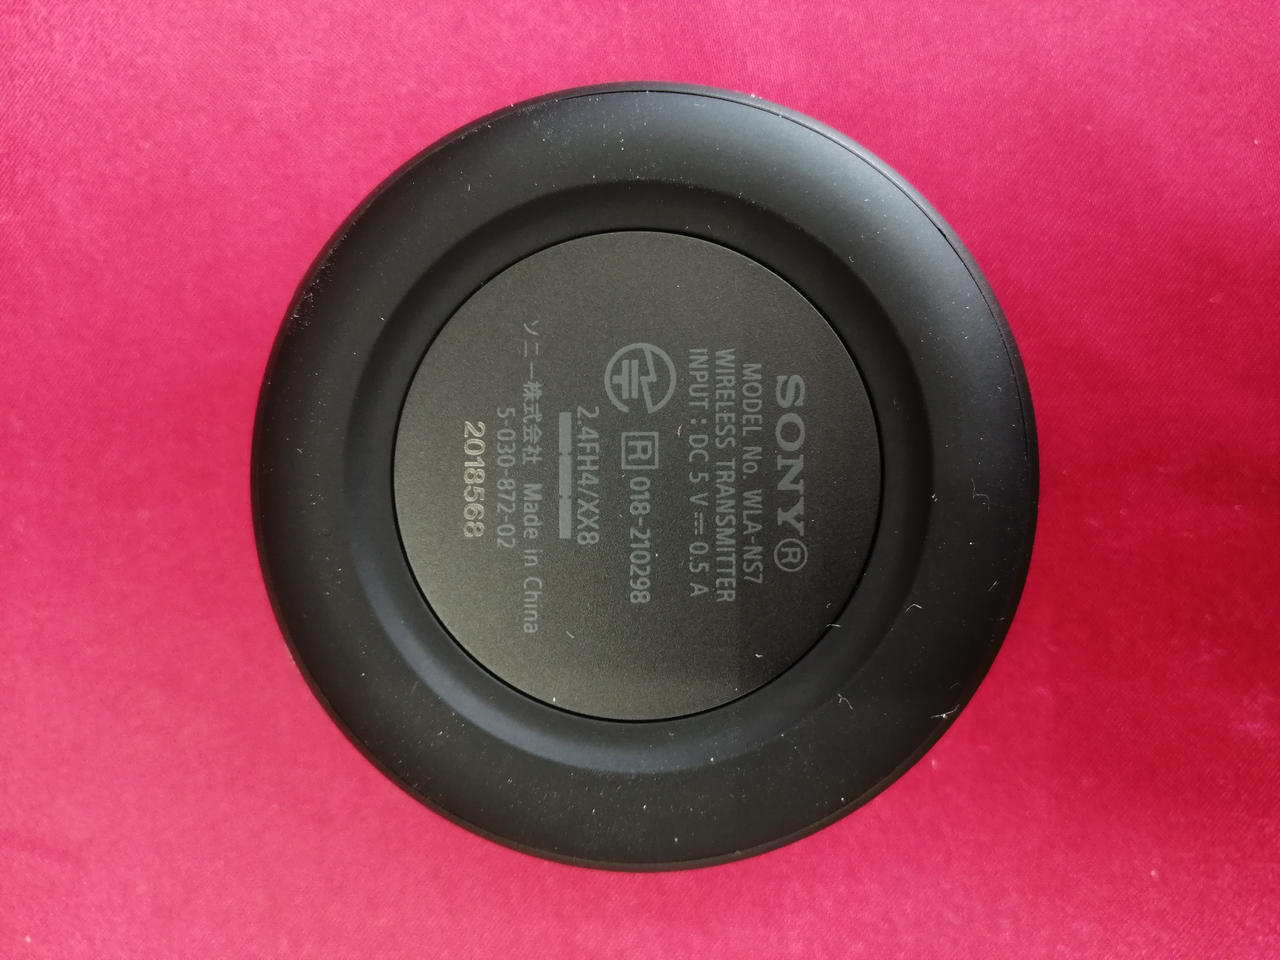 SONY®
MODEL No. WLA-NS7
WIRELESS TRANSMITTER
INPUT : DC 5 V⎓ 0.5 A
R 018-210298
2.4FH4/XX8
ソニー株式会社 Made in China
5-030-872-02
2018568